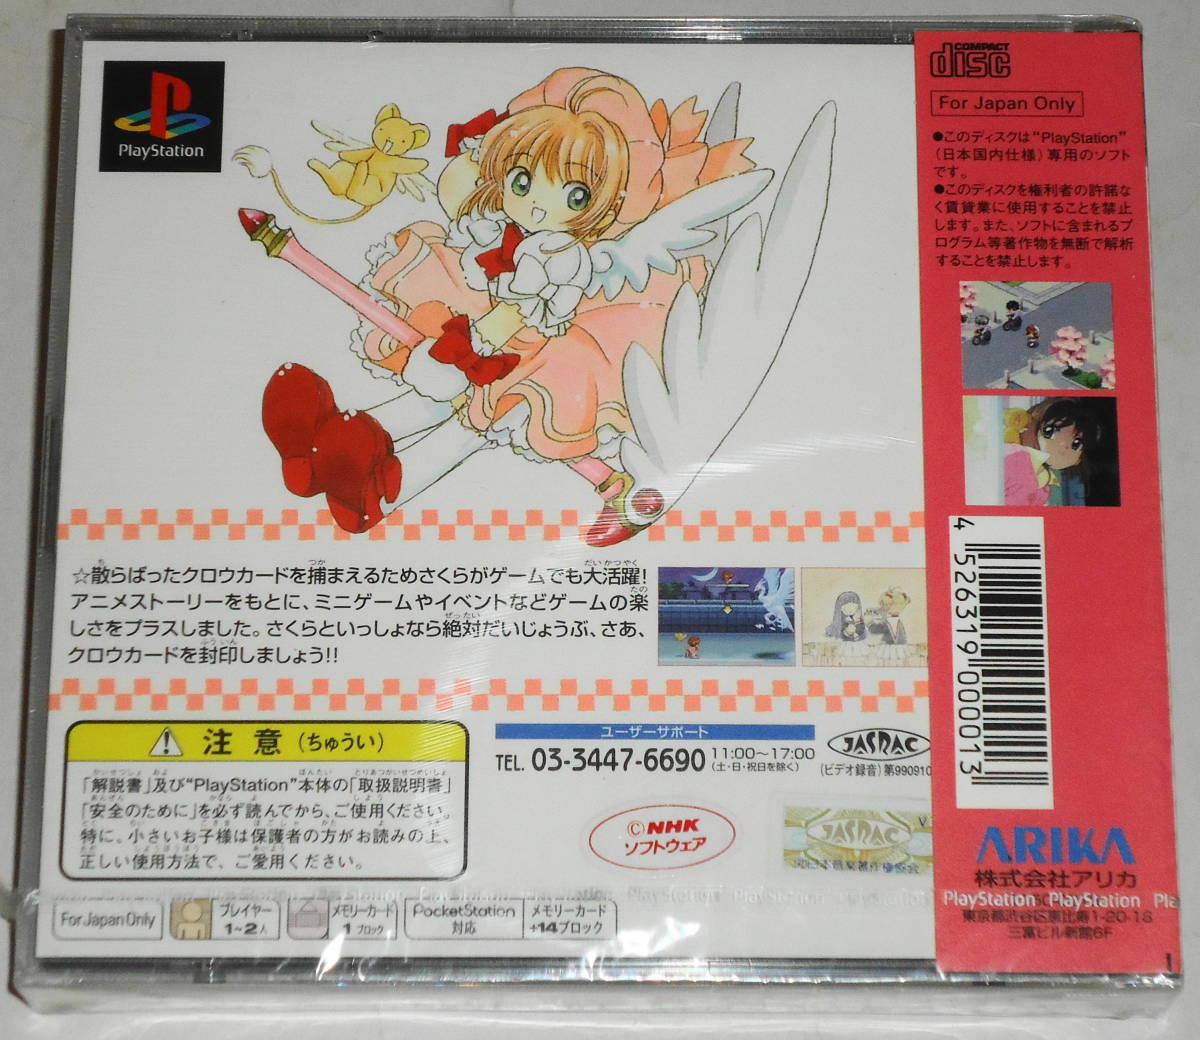 PlayStation
☆散らばったクロウカードを捕まえるためさくらがゲームでも大活躍!
アニメストーリーをもとに、ミニゲームやイベントなどゲームの楽
しさをプラスしました。さくらといっしょなら絶対だいじょうぶ、さあ、
クロウカードを封印しましょう!!
注意(ちゅうい)
「解説書」及び“PlayStation”本体の「取扱説明書」
「安全のために」を必ず読んでから、ご使用ください。
特に、小さいお子様は保護者の方がお読みの上、
正しい使用方法で、ご愛用ください。
ユーザーサポート
TEL. 03-3447-6690 11:00〜17:00
(土・日・祝日を除く)
JASRAC
(ビデオ録音)第990910
©NHK
ソフトウェア
JASRAC
For Japan Only
プレイヤー
1〜2人
メモリーカード
1ブロック
PocketStation
対応
メモリーカード
+14ブロック
COMPACT
disc
For Japan Only
●このディスクは“PlayStation”
(日本国内仕様)専用のソフト
です。
●このディスクを権利者の許諾な
く賃貸業に使用することを禁止
します。また、ソフトに含まれるプ
ログラム等著作物を無断で解析
することを禁止します。
4 526319 000013
ARIKA
株式会社アリカ
PlayStation PlayStation Pla
東京都渋谷区恵比寿1-20-18
三富ビル新館6F